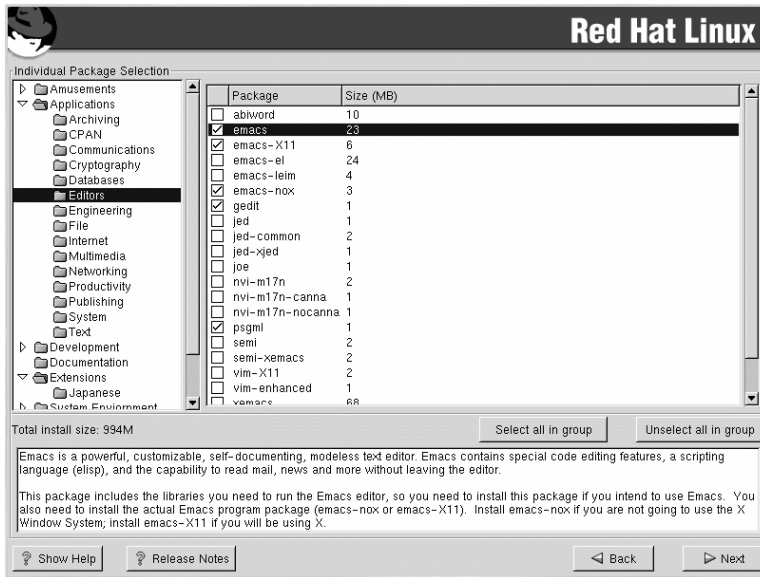 Red Hat Linux
Individual Package Selection
Amusements
Applications
Archiving
CPAN
Communications
Cryptography
Databases
Editors
Engineering
File
Internet
Multimedia
Networking
Productivity
Publishing
System
Text
Development
Documentation
Extensions
Japanese
System Enviornment
Package Size (MB)
abiword 10
emacs 23
emacs-X11 6
emacs-el 24
emacs-leim 4
emacs-nox 3
gedit 1
jed 1
jed-common 2
jed-xjed 1
joe 1
nvi-m17n 2
nvi-m17n-canna 1
nvi-m17n-nocanna 1
psgml 1
semi 2
semi-xemacs 2
vim-X11 2
vim-enhanced 1
xemacs 68
Total install size: 994M
Select all in group
Unselect all in group
Emacs is a powerful, customizable, self-documenting, modeless text editor. Emacs contains special code editing features, a scripting
language (elisp), and the capability to read mail, news and more without leaving the editor.
This package includes the libraries you need to run the Emacs editor, so you need to install this package if you intend to use Emacs. You
also need to install the actual Emacs program package (emacs-nox or emacs-X11). Install emacs-nox if you are not going to use the X
Window System; install emacs-X11 if you will be using X.
Show Help
Release Notes
Back
Next